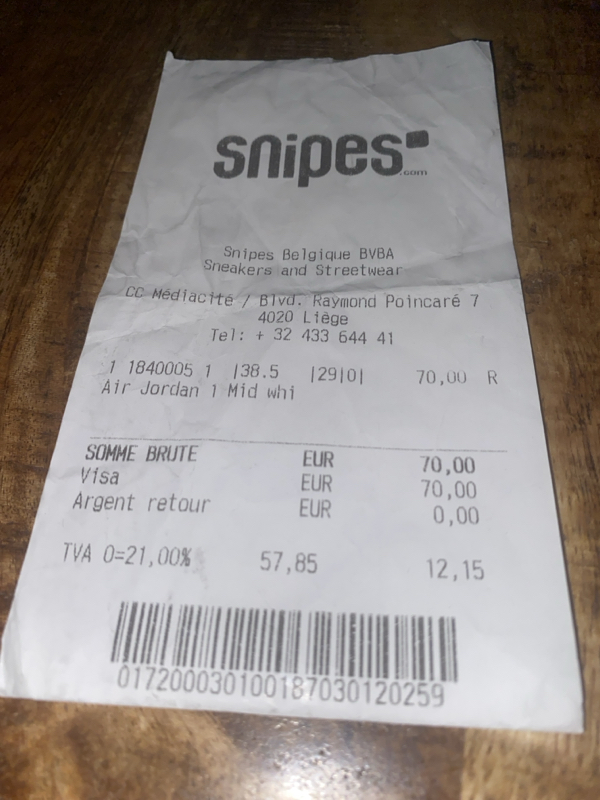 snipes
.com
Snipes Belgique BVBA
Sneakers and Streetwear
CC Médiacité / Blvd. Raymond Poincaré 7
4020 Liège
Tel: + 32 433 644 41
1 1840005 1 |38.5 |29|0| 70,00 R
Air Jordan 1 Mid whi
SOMME BRUTE EUR 70,00
Visa EUR 70,00
Argent retour EUR 0,00
TVA 0=21,00% 57,85 12,15
017200030100187030120259